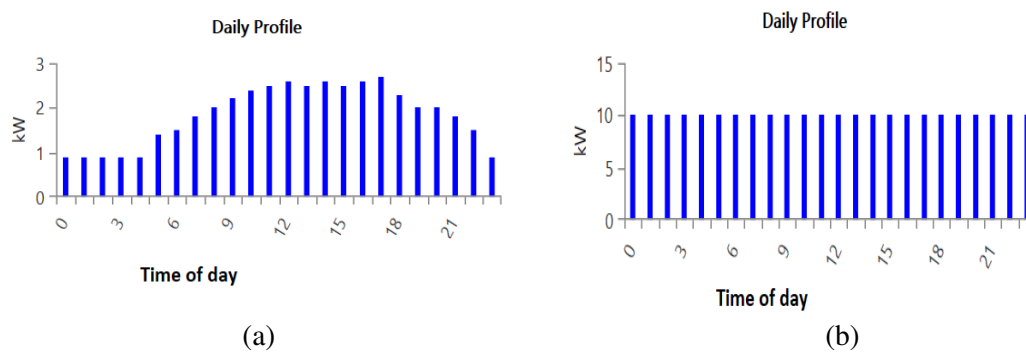 Daily Profile
3
2
1
0
kW
0 3 6 9 12 15 18 21
Time of day
(a)
Daily Profile
15
10
5
0
kW
0 3 6 9 12 15 18 21
Time of day
(b)